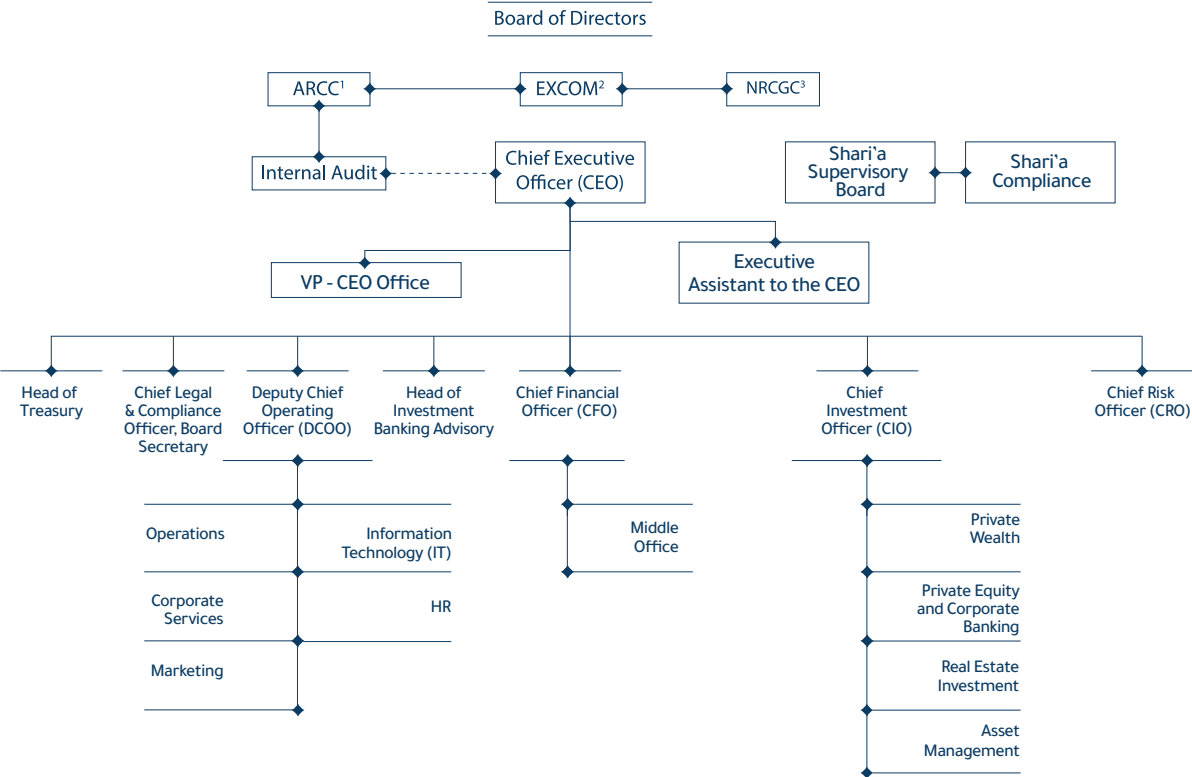 Board of Directors
ARCC¹
EXCOM²
NRCGC³
Internal Audit
Chief Executive
Officer (CEO)
Shari'a
Supervisory
Board
Shari'a
Compliance
VP - CEO Office
Executive
Assistant to the CEO
Head of
Treasury
Chief Legal
& Compliance
Officer, Board
Secretary
Deputy Chief
Operating
Officer (DCOO)
Head of
Investment
Banking Advisory
Chief Financial
Officer (CFO)
Chief
Investment
Officer (CIO)
Chief Risk
Officer (CRO)
Operations
Information
Technology (IT)
Corporate
Services
HR
Marketing
Middle
Office
Private
Wealth
Private Equity
and Corporate
Banking
Real Estate
Investment
Asset
Management